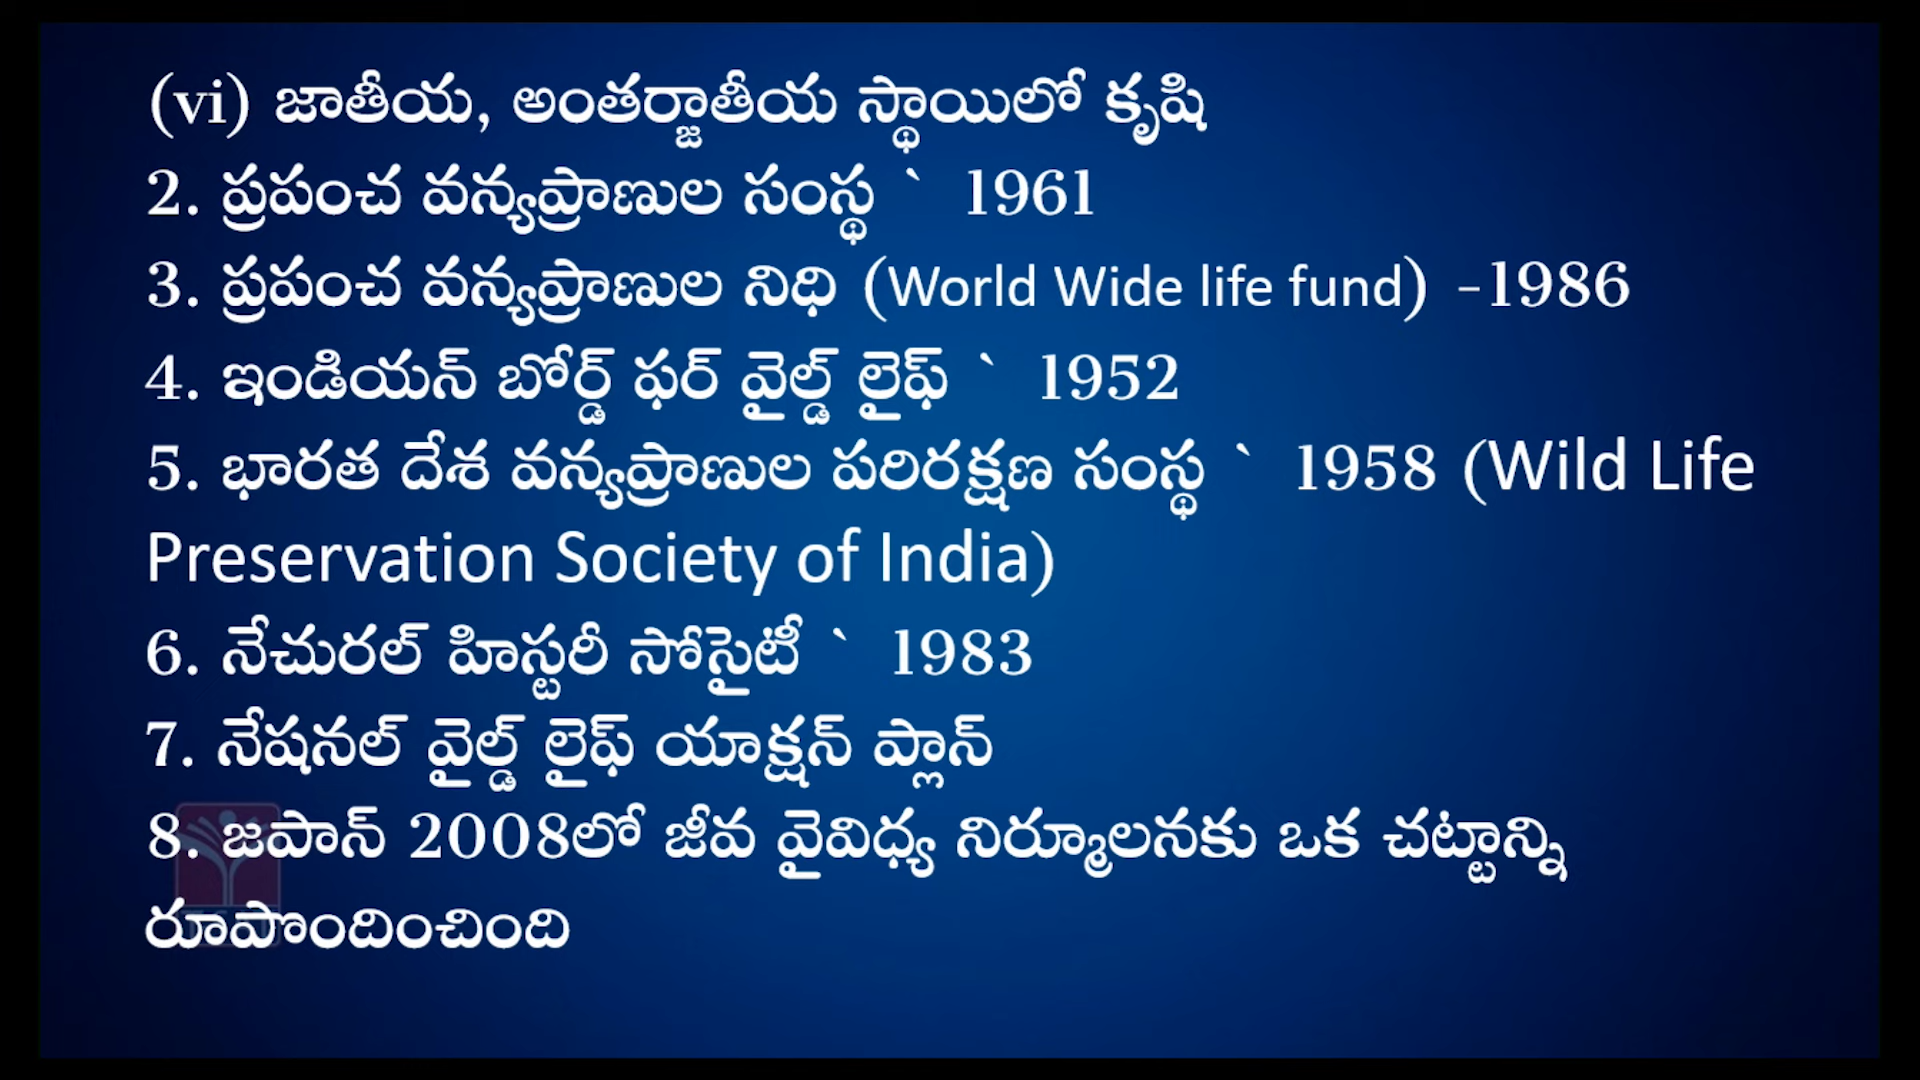 (vi) జాతీయ, అంతర్జాతీయ స్థాయిలో కృషి
2. ప్రపంచ వన్యప్రాణుల సంస్థ ` 1961
3. ప్రపంచ వన్యప్రాణుల నిధి (World Wide life fund) -1986
4. ఇండియన్ బోర్డ్ ఫర్ వైల్డ్ లైఫ్ ` 1952
5. భారత దేశ వన్యప్రాణుల పరిరక్షణ సంస్థ ` 1958 (Wild Life
Preservation Society of India)
6. నేచురల్ హిస్టరీ సోసైటీ ` 1983
7. నేషనల్ వైల్డ్ లైఫ్ యాక్షన్ ప్లాన్
8. జపాన్ 2008లో జీవ వైవిధ్య నిర్మూలనకు ఒక చట్టాన్ని
రూపొందించింది